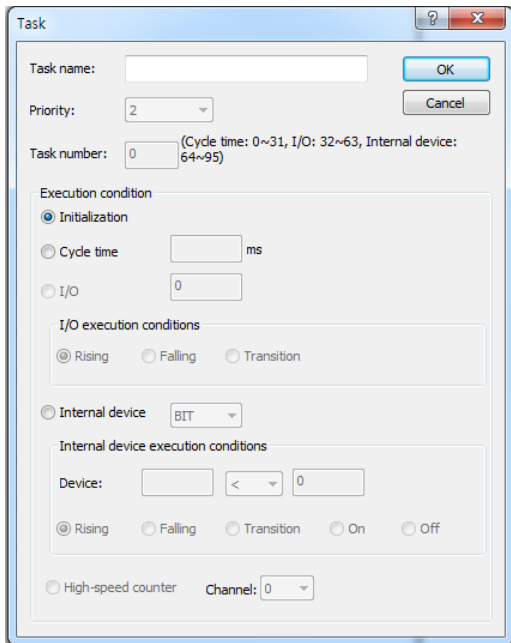 Task
Task name:
OK
Priority: 2
Cancel
Task number: 0 (Cycle time: 0~31, I/O: 32~63, Internal device:
64~95)
Execution condition
Initialization
Cycle time ms
I/O 0
I/O execution conditions
Rising Falling Transition
Internal device BIT
Internal device execution conditions
Device: < 0
Rising Falling Transition On Off
High-speed counter Channel: 0